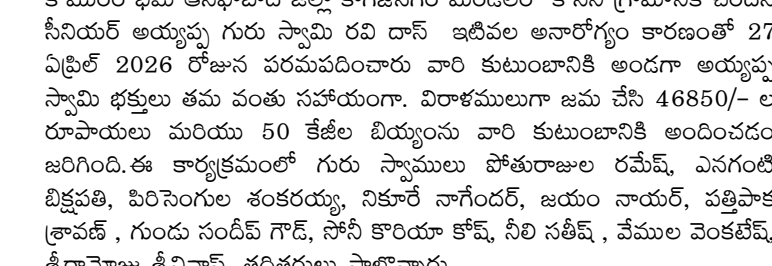 సీనియర్ అయ్యప్ప గురు స్వామి రవి దాస్ ఇటివల అనారోగ్యం కారణంతో 27
ఏప్రిల్ 2026 రోజున పరమపదించారు వారి కుటుంబానికి అండగా అయ్యప్ప
స్వామి భక్తులు తమ వంతు సహాయంగా. విరాళములుగా జమ చేసి 46850/- ల
రూపాయలు మరియు 50 కేజీల బియ్యంను వారి కుటుంబానికి అందించడం
జరిగింది.ఈ కార్యక్రమంలో గురు స్వాములు పోతురాజుల రమేష్, ఎనగంటి
బిక్షపతి, పిరిసెంగుల శంకరయ్య, నికూరే నాగేందర్, జయం నాయర్, పత్తిపాక
శ్రావణ్ , గుండు సందీప్ గౌడ్, సోనీ కొరియా కోష్, నీలి సతీష్ , వేముల వెంకటేష్,